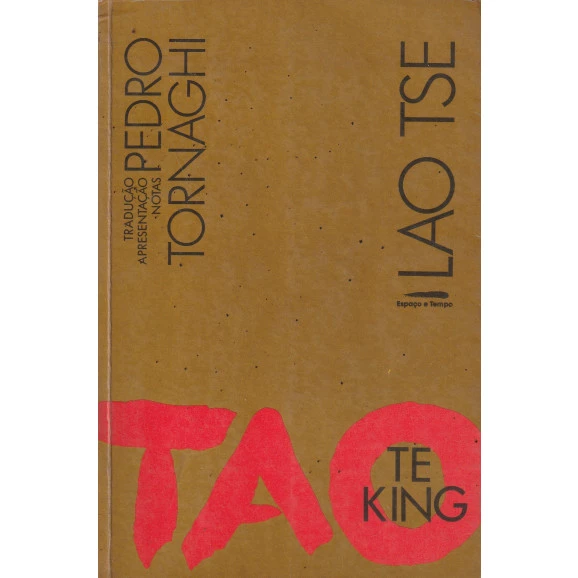 TRADUÇÃO
APRESENTAÇÃO
NOTAS
PEDRO
TORNAGHI
LAO TSE
Espaço e Tempo
TAO
TE
KING